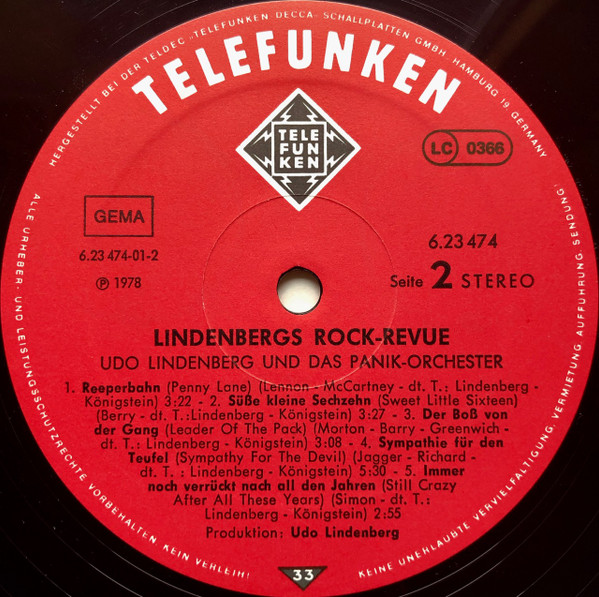 HERGESTELLT BEI DER TELDEC „TELEFUNKEN-DECCA" SCHALLPLATTEN GMBH, HAMBURG 19, GERMANY
TELEFUNKEN
TELE
FUN
KEN
LC 0366
GEMA
6.23 474-01-2
℗ 1978
6.23 474
Seite 2 STEREO
LINDENBERGS ROCK-REVUE
UDO LINDENBERG UND DAS PANIK-ORCHESTER
1. Reeperbahn (Penny Lane) (Lennon - McCartney - dt. T.: Lindenberg -
Königstein) 3:22 - 2. Süße kleine Sechzehn (Sweet Little Sixteen)
(Berry - dt. T.:Lindenberg - Königstein) 3:27 - 3. Der Boß von
der Gang (Leader Of The Pack) (Morton - Barry - Greenwich -
dt. T.: Lindenberg - Königstein) 3:08 - 4. Sympathie für den
Teufel (Sympathy For The Devil) (Jagger - Richard -
dt. T. : Lindenberg - Königstein) 5:30 - 5. Immer
noch verrückt nach all den Jahren (Still Crazy
After All These Years) (Simon - dt. T.:
Lindenberg - Königstein) 2:55
Produktion: Udo Lindenberg
33
ALLE URHEBER- UND LEISTUNGSSCHUTZRECHTE VORBEHALTEN. KEIN VERLEIH!
KEINE UNERLAUBTE VERVIELFÄLTIGUNG, VERMIETUNG, AUFFÜHRUNG, SENDUNG!